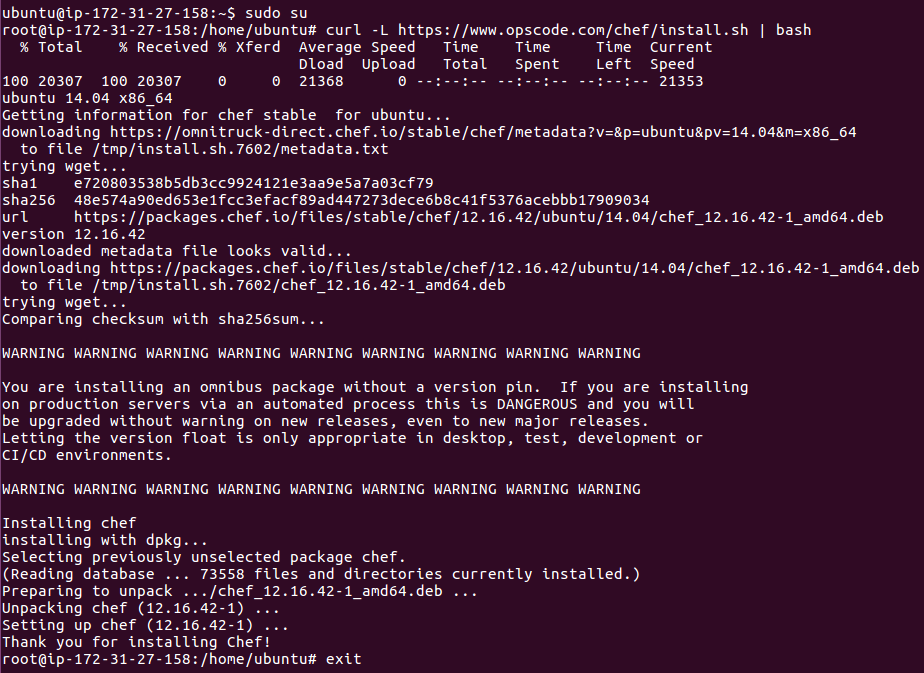 ubuntu@ip-172-31-27-158:~$ sudo su
root@ip-172-31-27-158:/home/ubuntu# curl -L https://www.opscode.com/chef/install.sh | bash
  % Total    % Received % Xferd  Average Speed   Time    Time     Time  Current
                                 Dload  Upload   Total   Spent    Left  Speed
100 20307  100 20307    0     0  21368      0 --:--:-- --:--:-- --:--:-- 21353
ubuntu 14.04 x86_64
Getting information for chef stable  for ubuntu...
downloading https://omnitruck-direct.chef.io/stable/chef/metadata?v=&p=ubuntu&pv=14.04&m=x86_64
  to file /tmp/install.sh.7602/metadata.txt
trying wget...
sha1    e720803538b5db3cc9924121e3aa9e5a7a03cf79
sha256  48e574a90ed653e1fcc3efacf89ad447273dece6b8c41f5376acebbb17909034
url     https://packages.chef.io/files/stable/chef/12.16.42/ubuntu/14.04/chef_12.16.42-1_amd64.deb
version 12.16.42
downloaded metadata file looks valid...
downloading https://packages.chef.io/files/stable/chef/12.16.42/ubuntu/14.04/chef_12.16.42-1_amd64.deb
  to file /tmp/install.sh.7602/chef_12.16.42-1_amd64.deb
trying wget...
Comparing checksum with sha256sum...
WARNING WARNING WARNING WARNING WARNING WARNING WARNING WARNING WARNING
You are installing an omnibus package without a version pin.  If you are installing
on production servers via an automated process this is DANGEROUS and you will
be upgraded without warning on new releases, even to new major releases.
Letting the version float is only appropriate in desktop, test, development or
CI/CD environments.
WARNING WARNING WARNING WARNING WARNING WARNING WARNING WARNING WARNING
Installing chef
installing with dpkg...
Selecting previously unselected package chef.
(Reading database ... 73558 files and directories currently installed.)
Preparing to unpack .../chef_12.16.42-1_amd64.deb ...
Unpacking chef (12.16.42-1) ...
Setting up chef (12.16.42-1) ...
Thank you for installing Chef!
root@ip-172-31-27-158:/home/ubuntu# exit